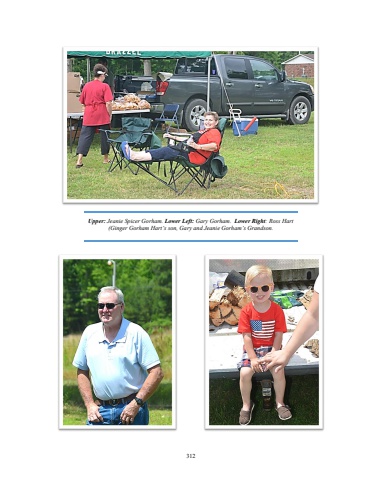 BRAZZEL
Upper: Jeanie Spicer Gorham. Lower Left: Gary Gorham. Lower Right: Ross Hart
(Ginger Gorham Hart's son, Gary and Jeanie Gorham's Grandson.
312